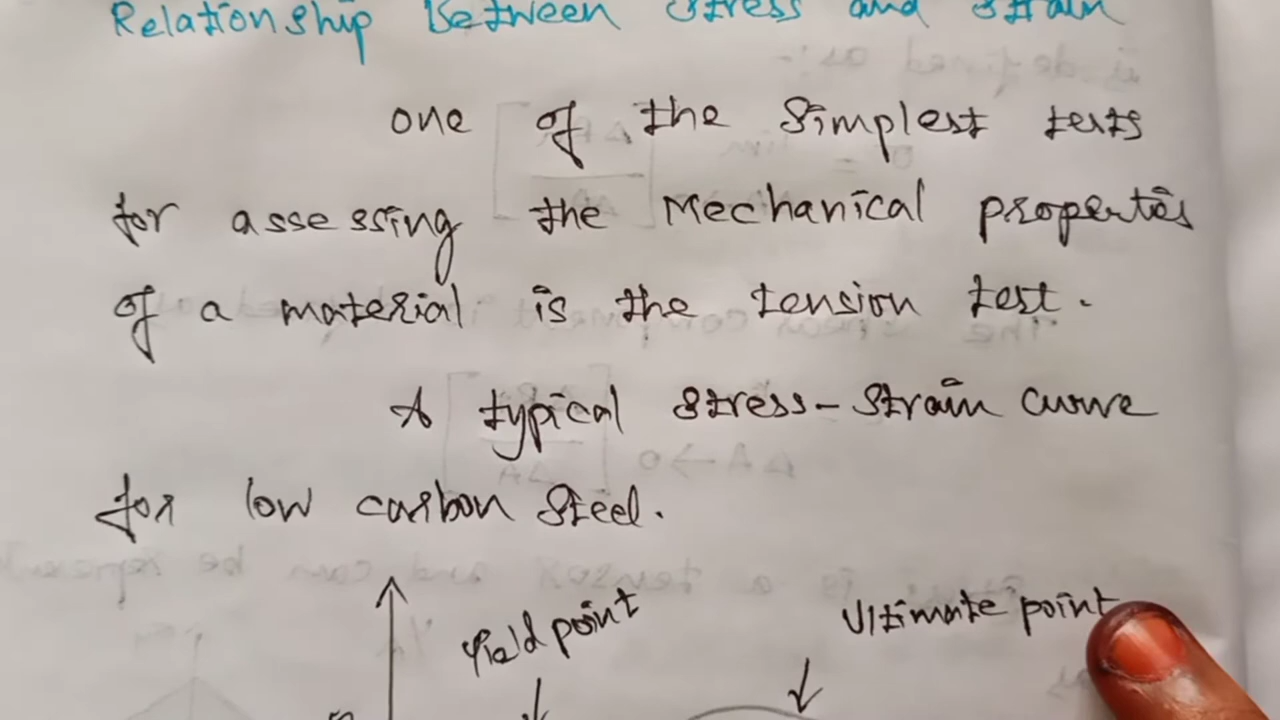 Relationship Between Stress and Strain
one of the simplest tests
for assessing the Mechanical properties
of a material is the tension test.
A typical stress-strain curve
for low carbon steel.
Yield point
Ultimate point